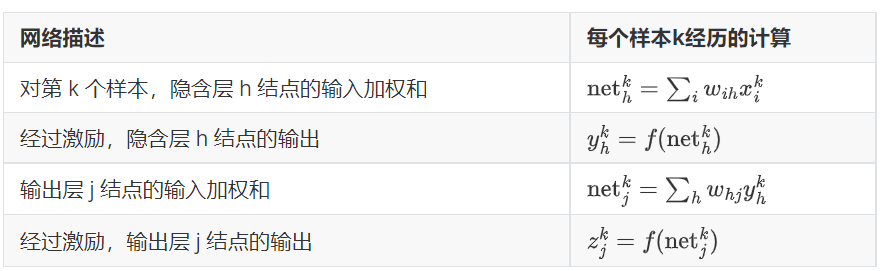 网络描述 每个样本k经历的计算
对第 k 个样本，隐含层 h 结点的输入加权和 $\text{net}_h^k = \sum_i w_{ih} x_i^k$
经过激励，隐含层 h 结点的输出 $y_h^k = f(\text{net}_h^k)$
输出层 j 结点的输入加权和 $\text{net}_j^k = \sum_h w_{hj} y_h^k$
经过激励，输出层 j 结点的输出 $z_j^k = f(\text{net}_j^k)$